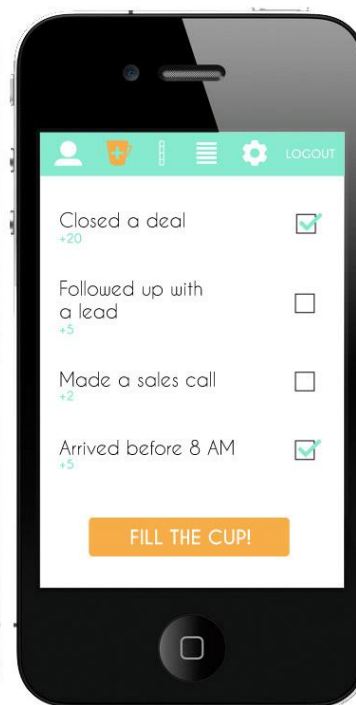 LOGOUT
Closed a deal
+20
Followed up with
a lead
+5
Made a sales call
+2
Arrived before 8 AM
+5
FILL THE CUP!